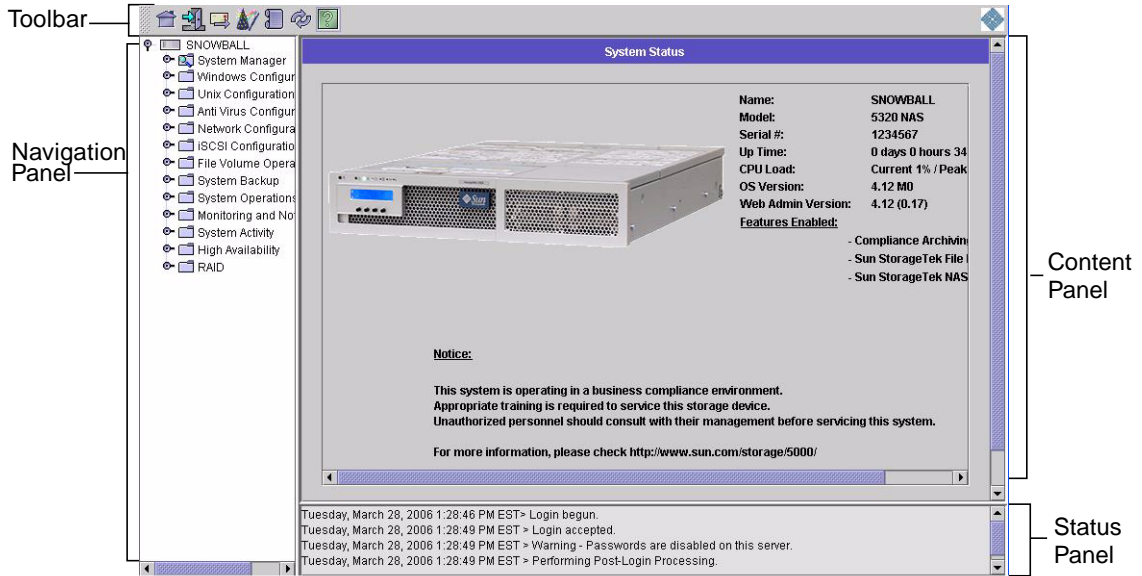 Toolbar
SNOWBALL
System Manager
Windows Configur
Unix Configuration
Anti Virus Configur
Network Configura
iSCSI Configuratio
File Volume Opera
System Backup
System Operations
Monitoring and Not
System Activity
High Availability
RAID
Navigation
Panel
System Status
Name: SNOWBALL
Model: 5320 NAS
Serial #: 1234567
Up Time: 0 days 0 hours 34
CPU Load: Current 1% / Peak
OS Version: 4.12 M0
Web Admin Version: 4.12 (0.17)
Features Enabled:
- Compliance Archivin
- Sun StorageTek File
- Sun StorageTek NAS
Sun
Notice:
This system is operating in a business compliance environment.
Appropriate training is required to service this storage device.
Unauthorized personnel should consult with their management before servicing this system.
For more information, please check http://www.sun.com/storage/5000/
Content
Panel
Tuesday, March 28, 2006 1:28:46 PM EST> Login begun.
Tuesday, March 28, 2006 1:28:49 PM EST > Login accepted.
Tuesday, March 28, 2006 1:28:49 PM EST > Warning - Passwords are disabled on this server.
Tuesday, March 28, 2006 1:28:49 PM EST > Performing Post-Login Processing.
Status
Panel